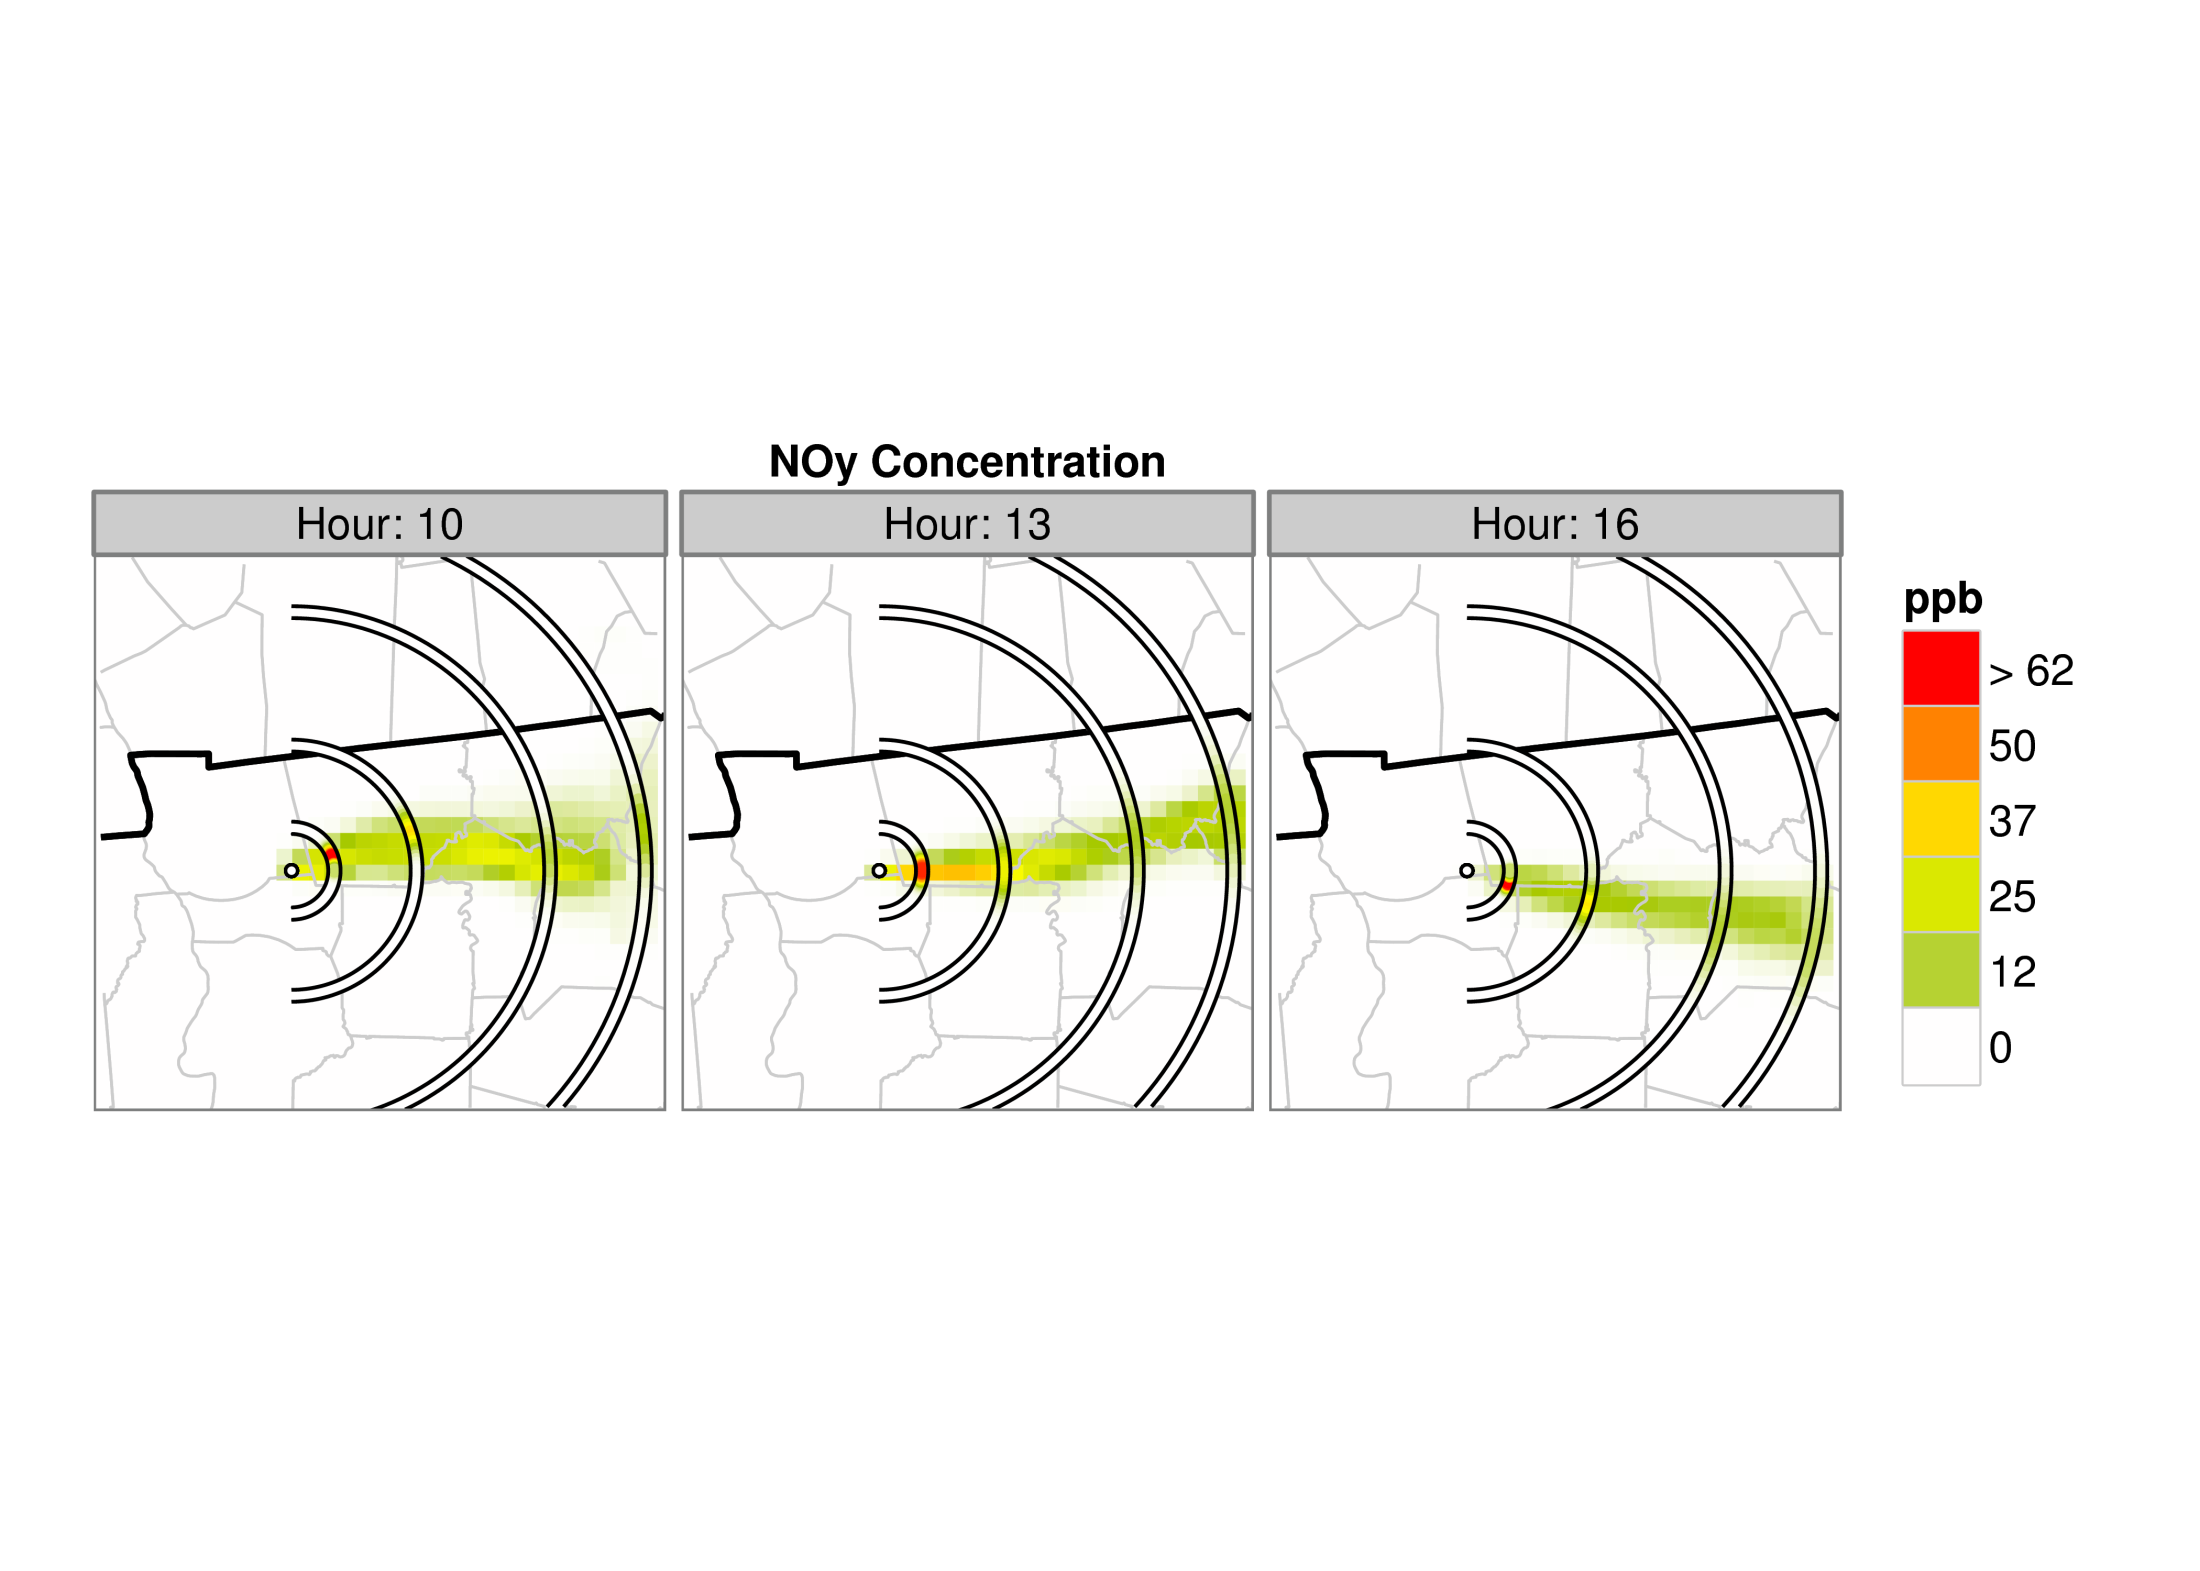 NOy Concentration
Hour: 10
Hour: 13
Hour: 16
ppb
> 62
50
37
25
12
0